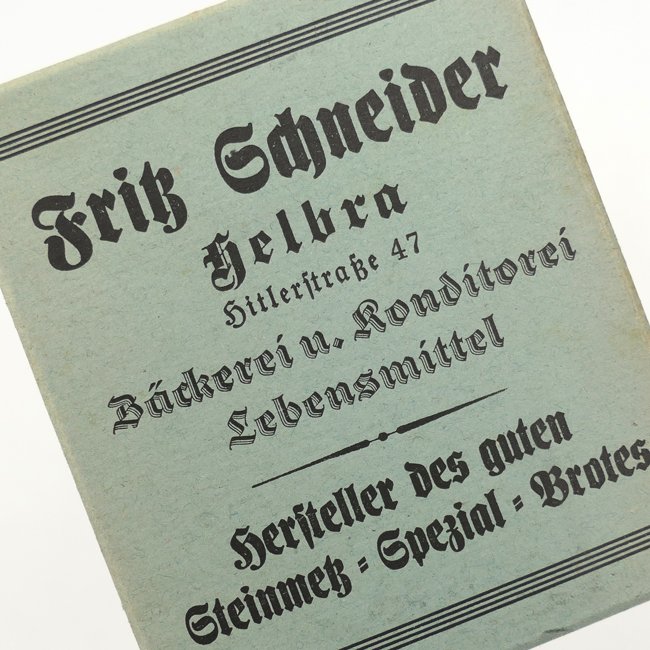 Fritz Schneider
Helbra
Hitlerstraße 47
Bäckerei u. Konditorei
Lebensmittel
Hersteller des guten
Steinmetz=Spezial=Brotes